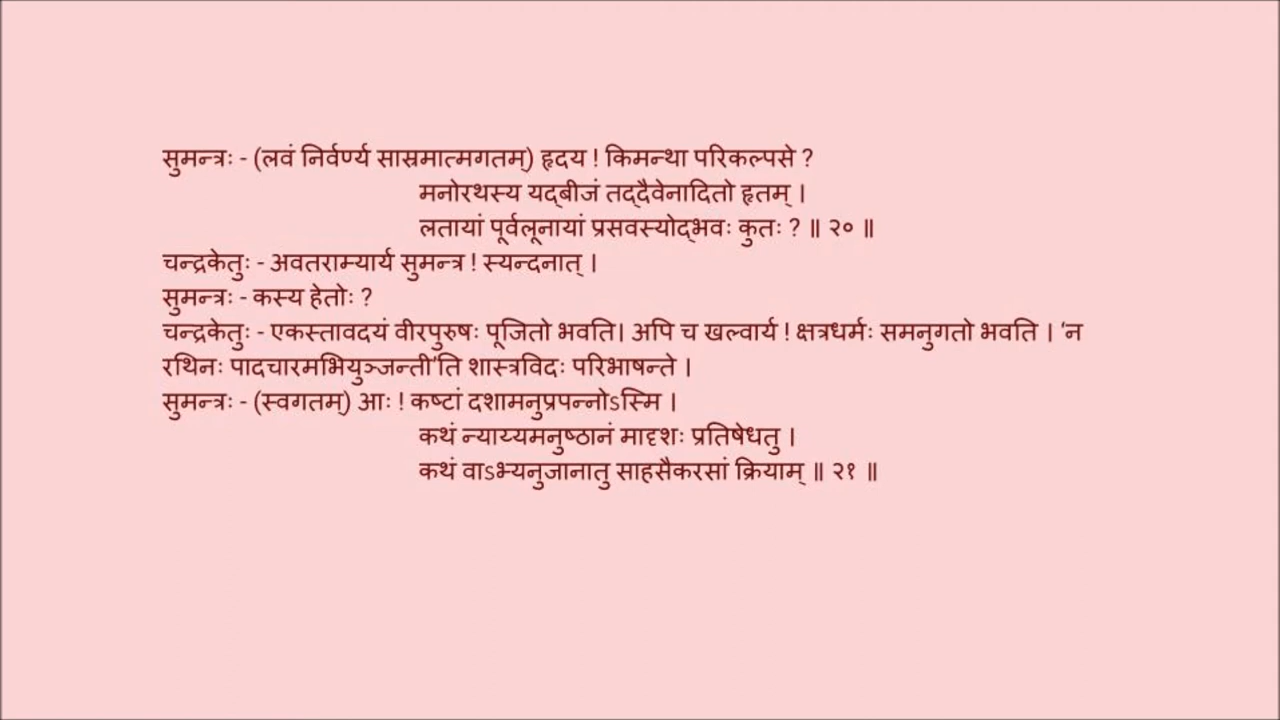 सुमन्त्रः - (लवं निर्वर्ण्य सास्रमात्मगतम्) हृदय ! किमन्था परिकल्पसे ?
मनोरथस्य यद्‌बीजं तद्‌दैवेनादितो हृतम् ।
लतायां पूर्वलूनायां प्रसवस्योद्‌भवः कुतः ? ॥ २० ॥
चन्द्रकेतुः - अवतराम्यार्य सुमन्त्र ! स्यन्दनात् ।
सुमन्त्रः - कस्य हेतोः ?
चन्द्रकेतुः - एकस्तावदयं वीरपुरुषः पूजितो भवति। अपि च खल्वार्य ! क्षत्रधर्मः समनुगतो भवति । 'न
रथिनः पादचारमभियुञ्जन्ती'ति शास्त्रविदः परिभाषन्ते ।
सुमन्त्रः - (स्वगतम्) आः ! कष्टां दशामनुप्रपन्नोऽस्मि ।
कथं न्याय्यमनुष्ठानं मादृशः प्रतिषेधतु ।
कथं वाऽभ्यनुजानातु साहसैकरसां क्रियाम् ॥ २१ ॥